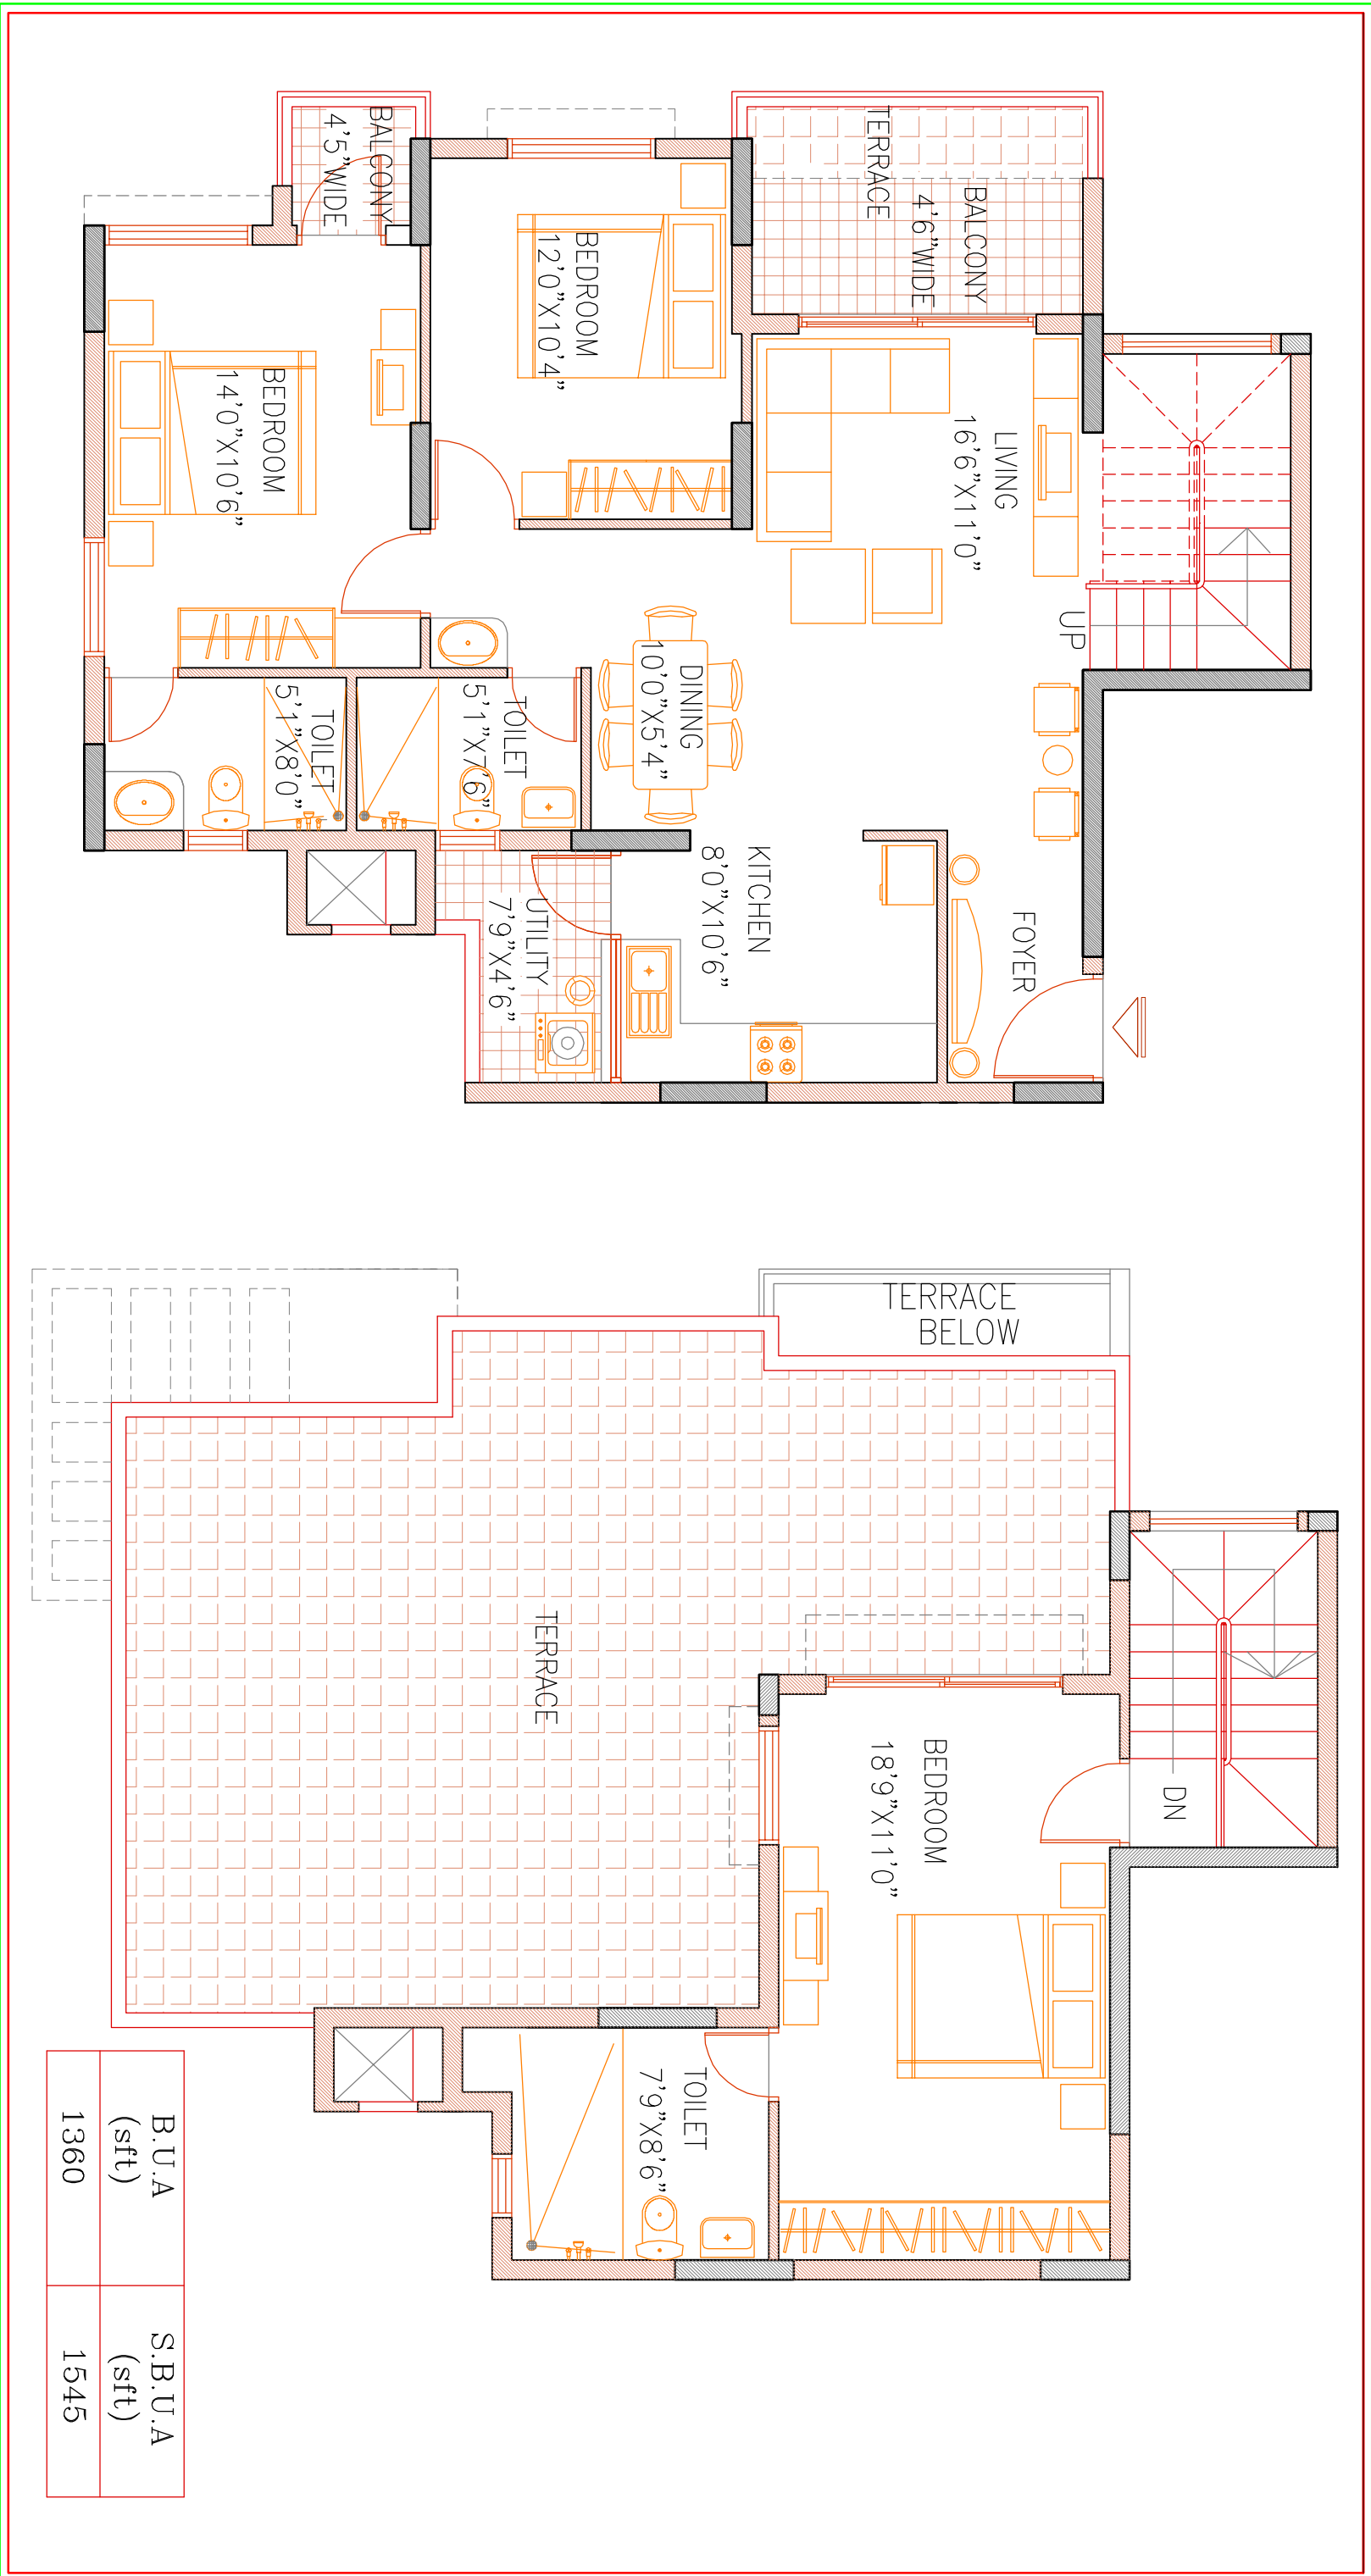 FOYER
UP
LIVING
16'6"X11'0"
BALCONY
4'6"WIDE
TERRACE
KITCHEN
8'0"X10'6"
DINING
10'0"X5'4"
BEDROOM
12'0"X10'4"
UTILITY
7'9"X4'6"
TOILET
5'1"X7'6"
BALCONY
4'5"WIDE
TOILET
5'1"X8'0"
BEDROOM
14'0"X10'6"
DN
TERRACE
BELOW
BEDROOM
18'9"X11'0"
TOILET
7'9"X8'6"
TERRACE
B.U.A S.B.U.A
(sft) (sft)
1360 1545